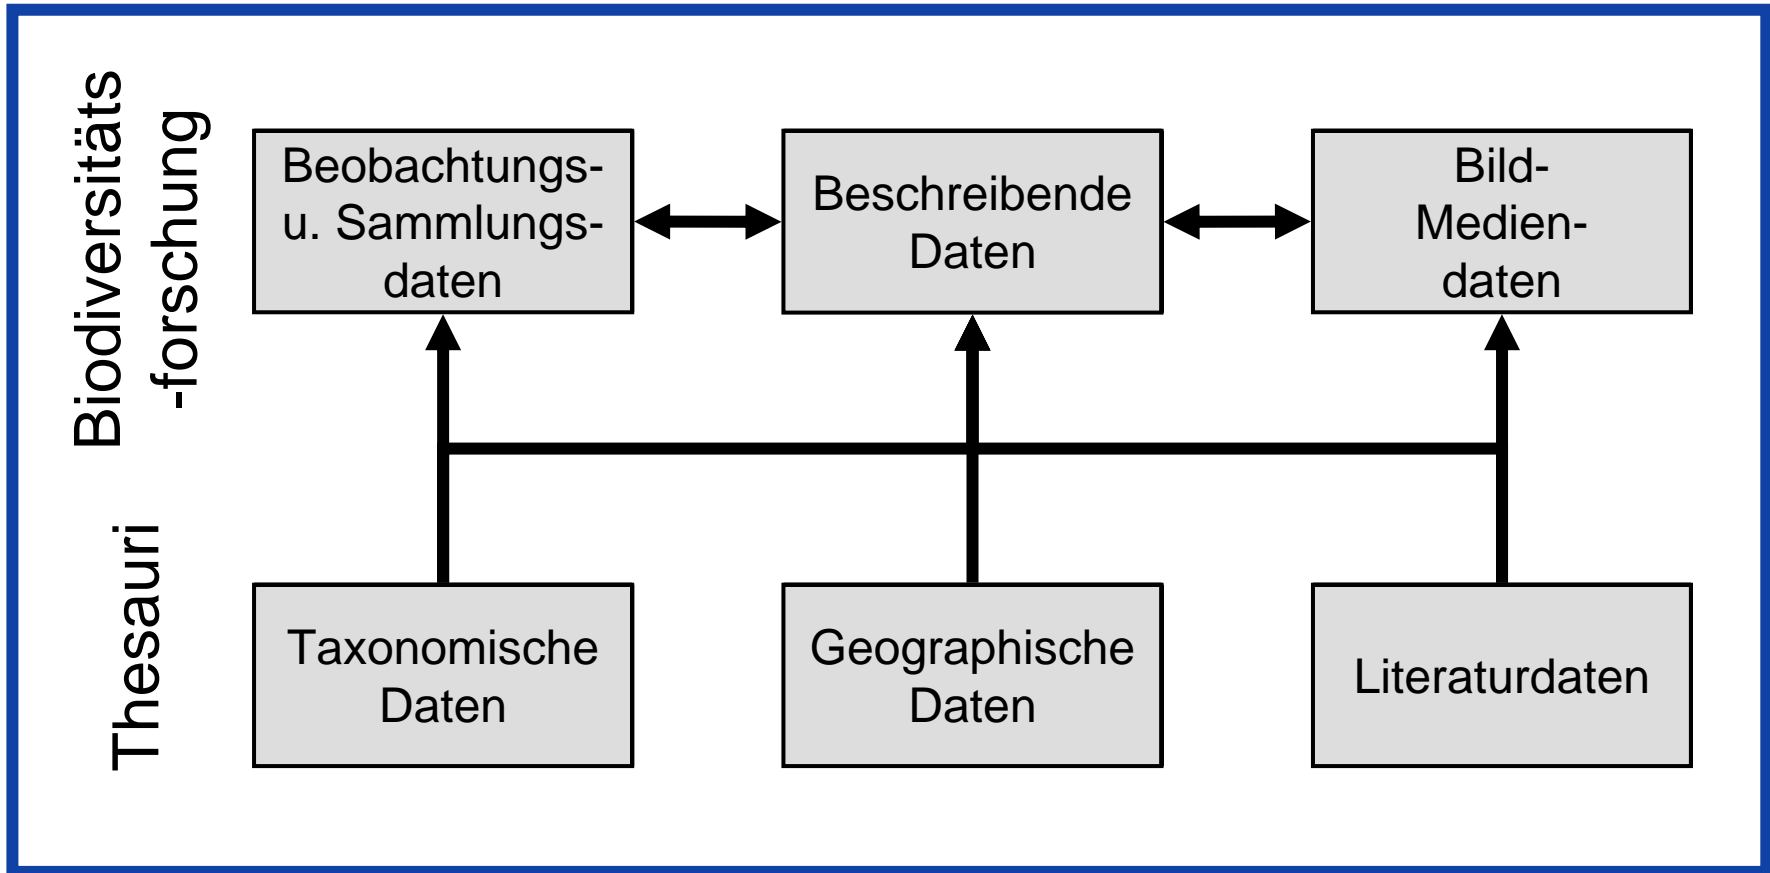 Biodiversitäts
-forschung
Beobachtungs-
u. Sammlungs-
daten
Beschreibende
Daten
Bild-
Medien-
daten
Thesauri
Taxonomische
Daten
Geographische
Daten
Literaturdaten